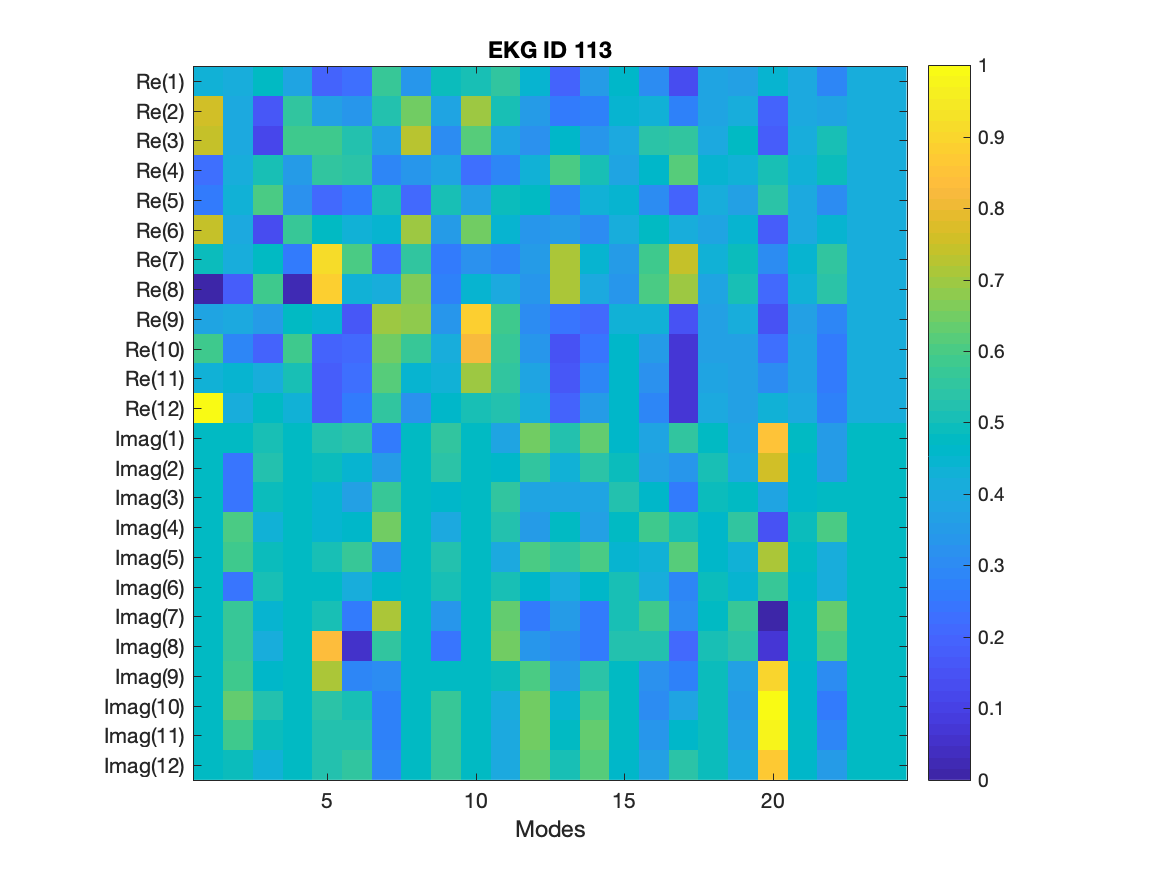 EKG ID 113
Re(1)
Re(2)
Re(3)
Re(4)
Re(5)
Re(6)
Re(7)
Re(8)
Re(9)
Re(10)
Re(11)
Re(12)
Imag(1)
Imag(2)
Imag(3)
Imag(4)
Imag(5)
Imag(6)
Imag(7)
Imag(8)
Imag(9)
Imag(10)
Imag(11)
Imag(12)
5 10 15 20
Modes
1
0.9
0.8
0.7
0.6
0.5
0.4
0.3
0.2
0.1
0